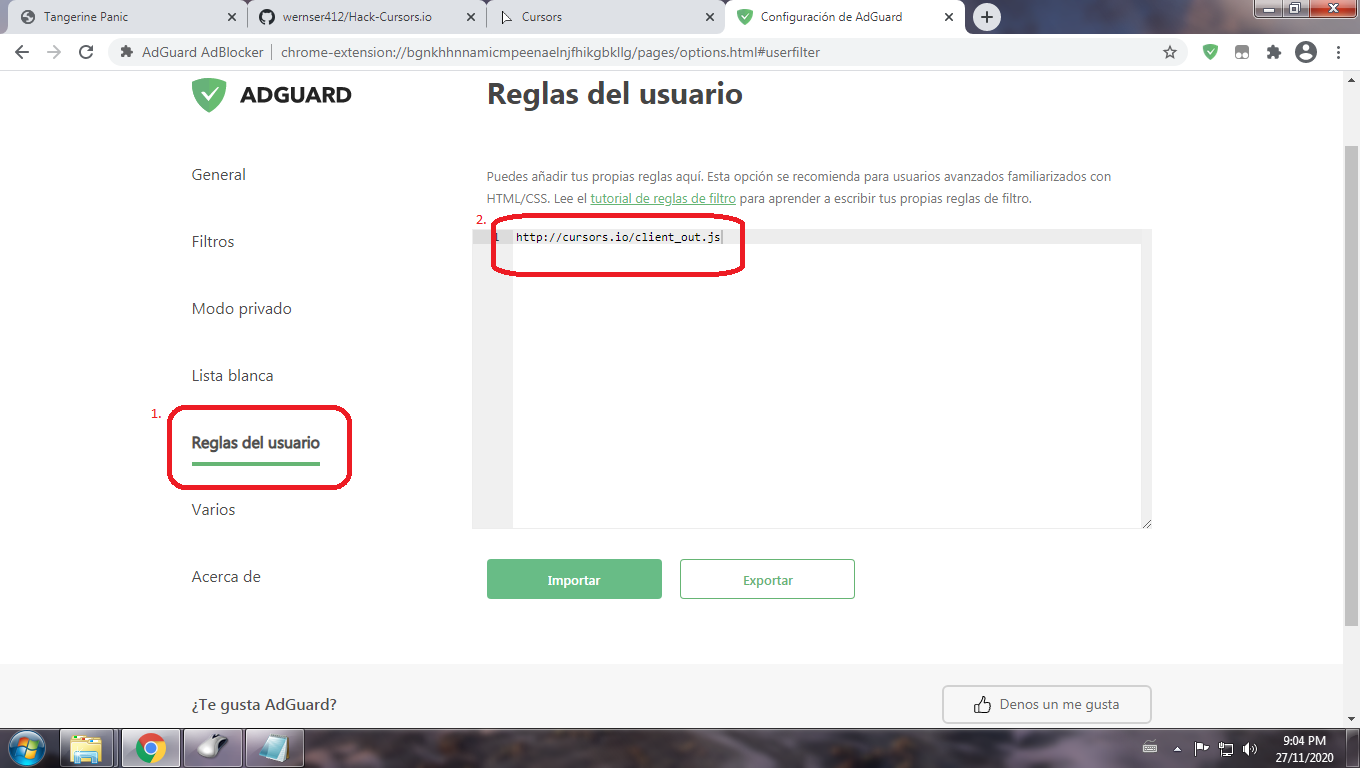 Tangerine Panic
wernser412/Hack-Cursors.io
Cursors
Configuración de AdGuard
AdGuard AdBlocker
chrome-extension://bgnkhhnnamicmpeenaelnjfhikgbkllg/pages/options.html#userfilter
ADGUARD
Reglas del usuario
General
Puedes añadir tus propias reglas aquí. Esta opción se recomienda para usuarios avanzados familiarizados con
HTML/CSS. Lee el tutorial de reglas de filtro para aprender a escribir tus propias reglas de filtro.
2.
1 http://cursors.io/client_out.js
Filtros
Modo privado
Lista blanca
1.
Reglas del usuario
Varios
Acerca de
Importar
Exportar
¿Te gusta AdGuard?
Denos un me gusta
9:04 PM
27/11/2020